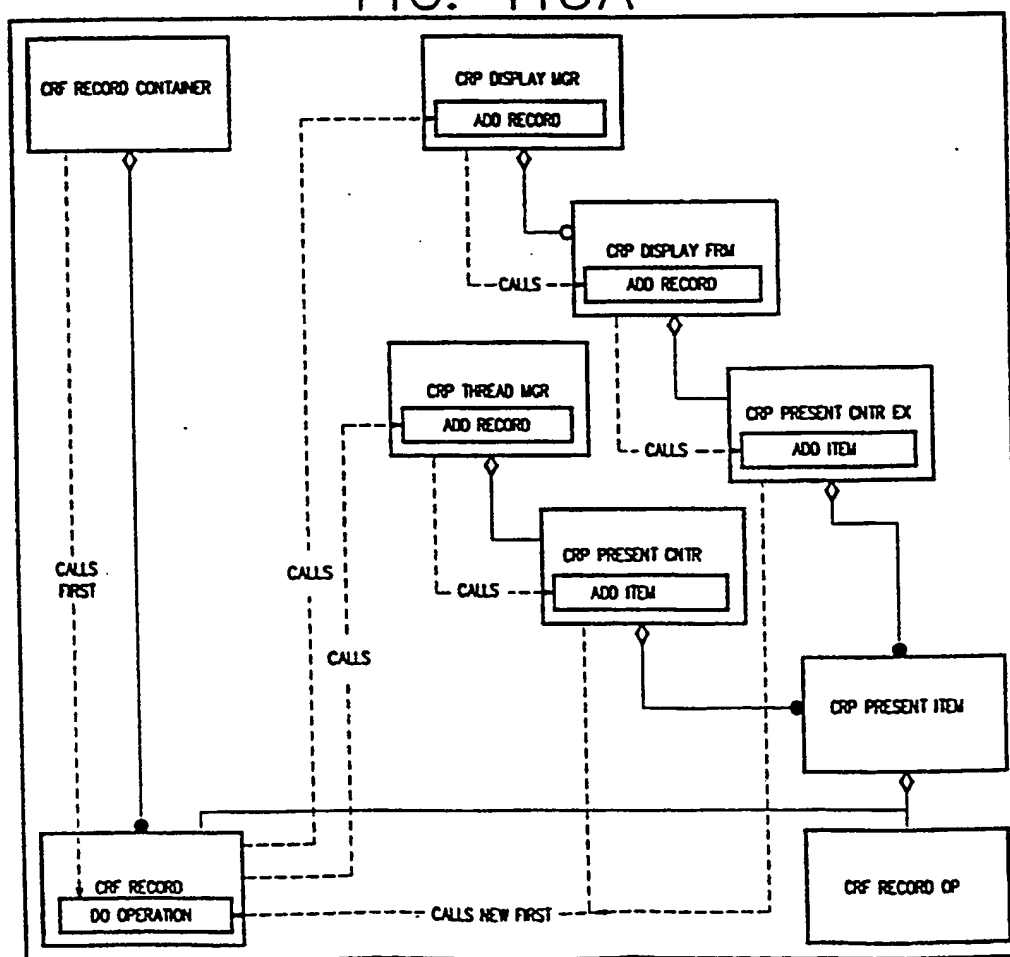 CRF RECORD CONTAINER
CRP DISPLAY MGR
ADD RECORD
CRP DISPLAY FRM
CALLS
ADD RECORD
CRP THREAD MGR
ADD RECORD
CRP PRESENT CNTR EX
CALLS
ADD ITEM
CRP PRESENT CNTR
CALLS
ADD ITEM
CALLS
FIRST
CALLS
CALLS
CRP PRESENT ITEM
CRF RECORD
DO OPERATION
CALLS NEW FIRST
CRF RECORD OP